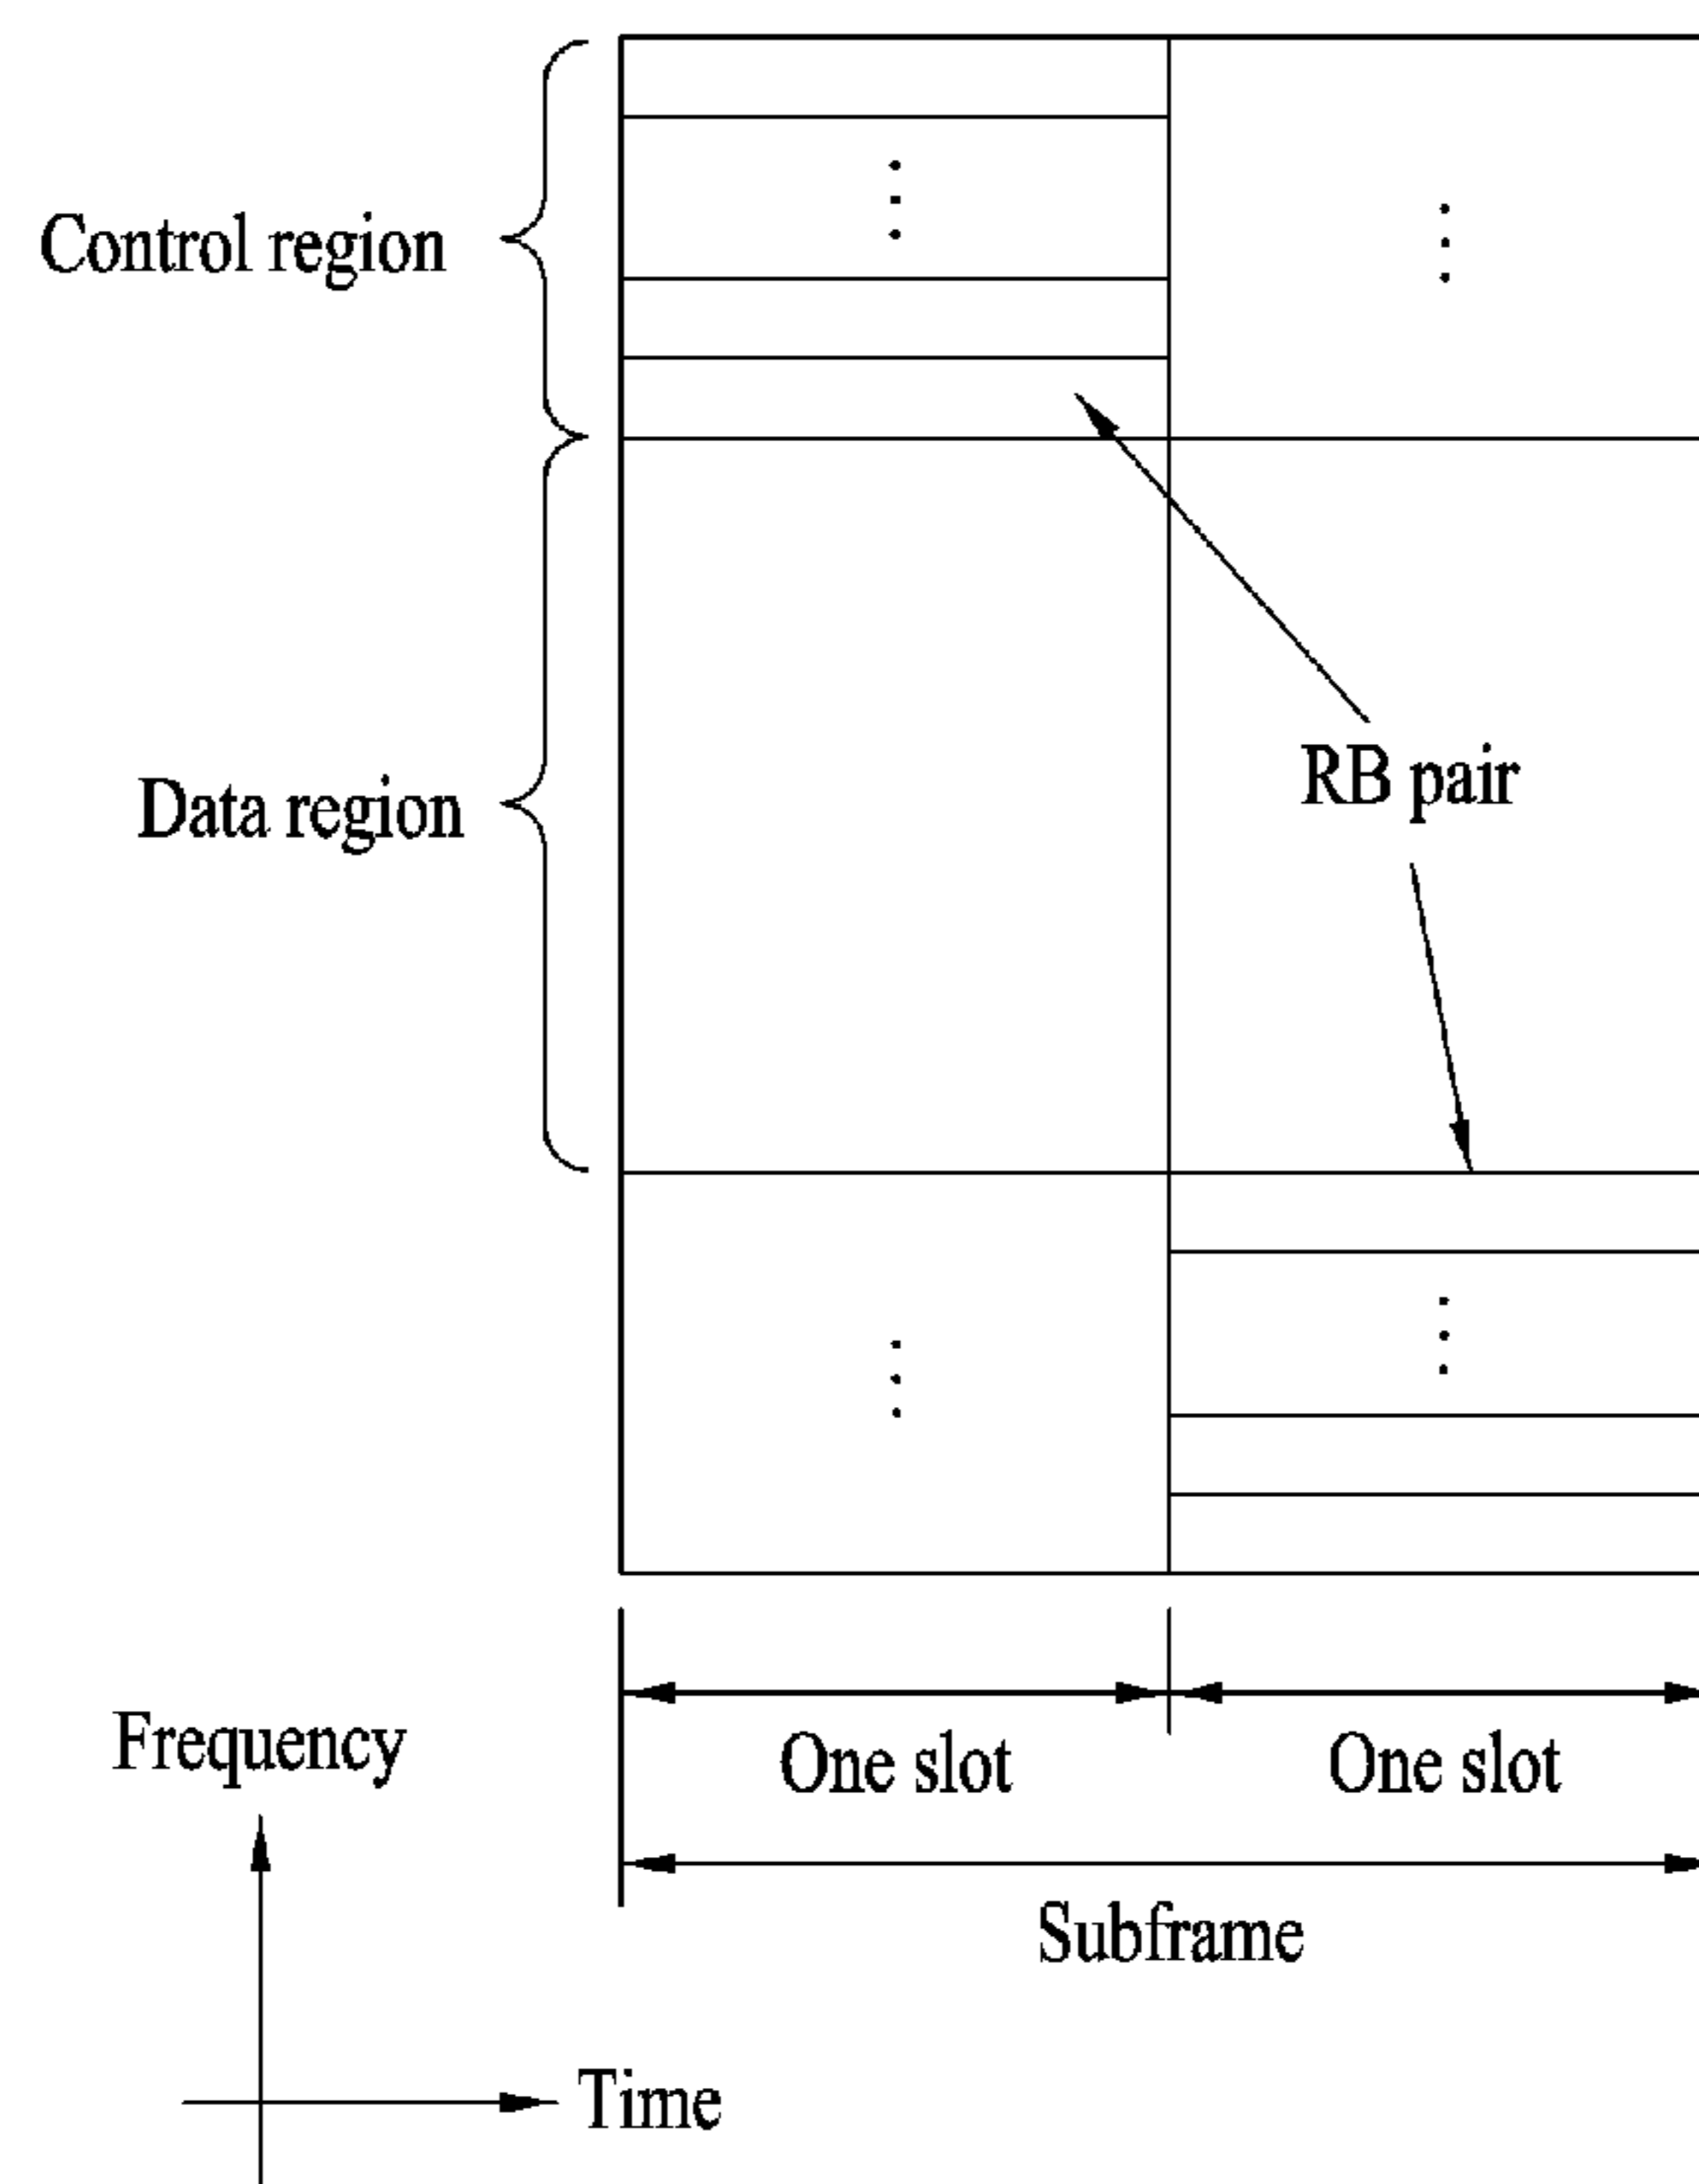 Control region
Data region
RB pair
One slot
One slot
Subframe
Frequency
Time